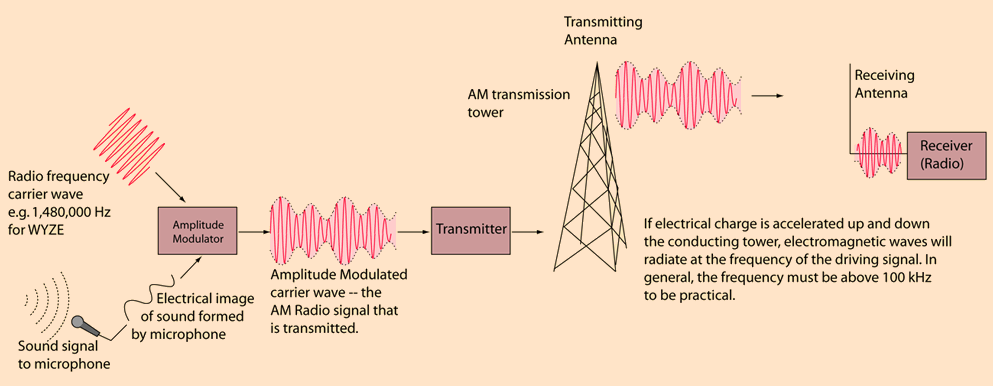 Transmitting
Antenna
AM transmission
tower
Receiving
Antenna
Receiver
(Radio)
Radio frequency
carrier wave
e.g. 1,480,000 Hz
for WYZE
Amplitude
Modulator
Transmitter
If electrical charge is accelerated up and down
the conducting tower, electromagnetic waves will
radiate at the frequency of the driving signal. In
general, the frequency must be above 100 kHz
to be practical.
Amplitude Modulated
carrier wave -- the
AM Radio signal that
is transmitted.
Electrical image
of sound formed
by microphone
Sound signal
to microphone